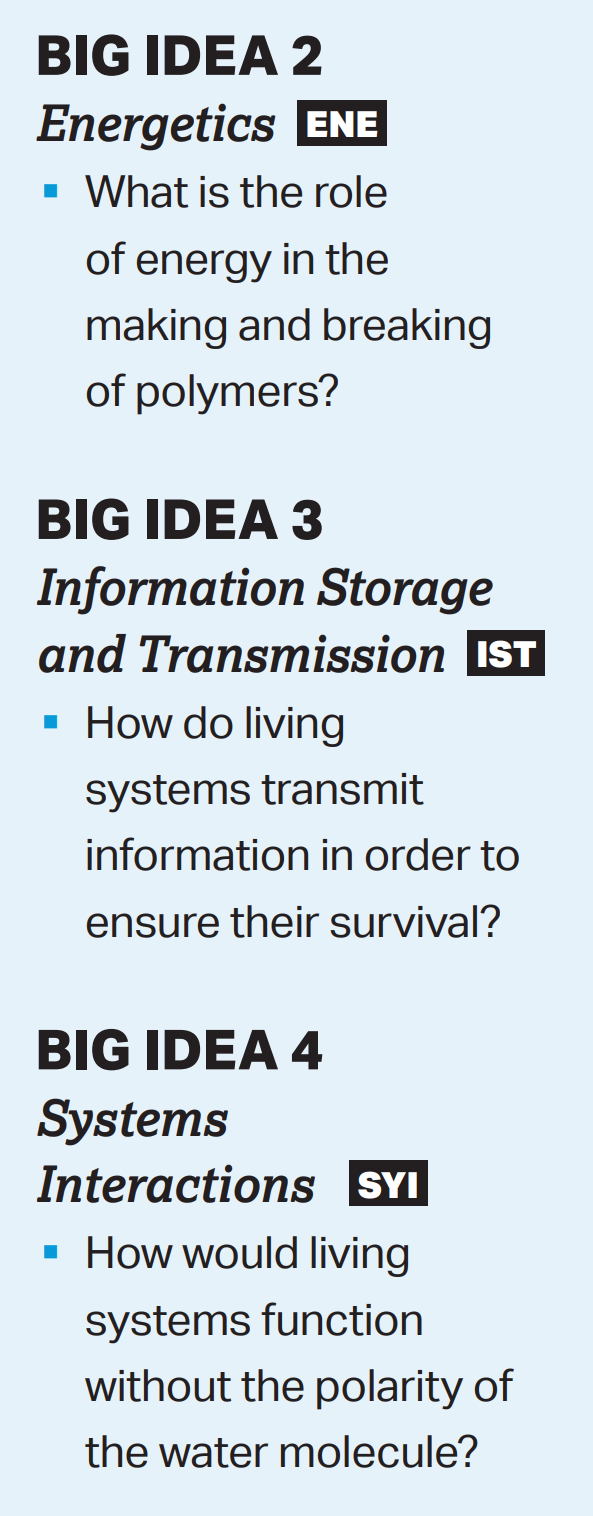 BIG IDEA 2
Energetics ENE
▪ What is the role
of energy in the
making and breaking
of polymers?
BIG IDEA 3
Information Storage
and Transmission IST
▪ How do living
systems transmit
information in order to
ensure their survival?
BIG IDEA 4
Systems
Interactions SYI
▪ How would living
systems function
without the polarity of
the water molecule?